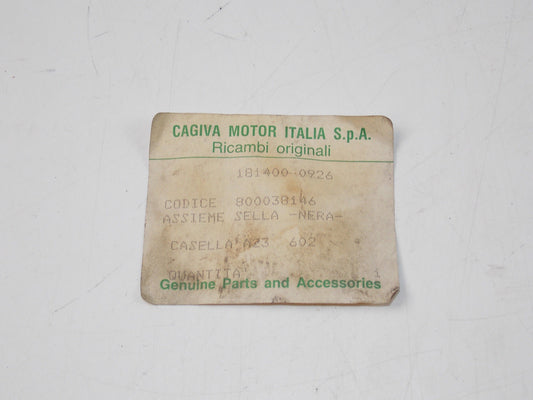 CAGIVA MOTOR ITALIA S.p.A.
Ricambi originali
181400-0926
CODICE 800038146
ASSIEME SELLA -NERA-
CASELLA A23 602
QUANTITA 1
Genuine Parts and Accessories